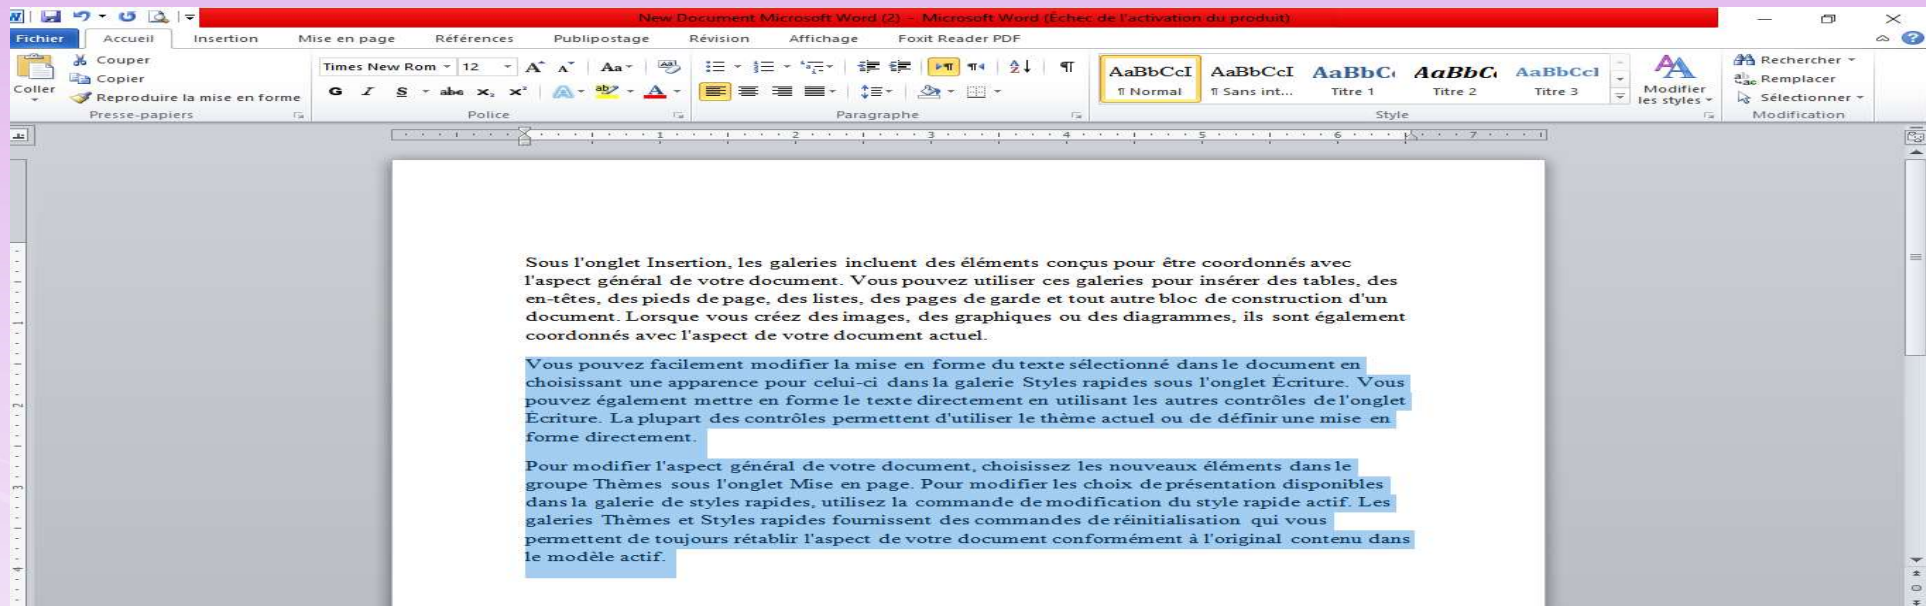 New Document Microsoft Word (2) - Microsoft Word (Échec de l'activation du produit)
Fichier Accueil Insertion Mise en page Références Publipostage Révision Affichage Foxit Reader PDF
Coller
Couper
Copier
Reproduire la mise en forme
Presse-papiers
Times New Rom 12 A A Aa
G I S abc x₂ x² A ab A
Police
Paragraphe
AaBbCcI AaBbCcI AaBbC AaBbC AaBbCcI
¶ Normal ¶ Sans int... Titre 1 Titre 2 Titre 3
Style
Modifier
les styles
Rechercher
Remplacer
Sélectionner
Modification
1 2 3 4 5 6 7
Sous l'onglet Insertion, les galeries incluent des éléments conçus pour être coordonnés avec
l'aspect général de votre document. Vous pouvez utiliser ces galeries pour insérer des tables, des
en-têtes, des pieds de page, des listes, des pages de garde et tout autre bloc de construction d'un
document. Lorsque vous créez des images, des graphiques ou des diagrammes, ils sont également
coordonnés avec l'aspect de votre document actuel.
Vous pouvez facilement modifier la mise en forme du texte sélectionné dans le document en
choisissant une apparence pour celui-ci dans la galerie Styles rapides sous l'onglet Écriture. Vous
pouvez également mettre en forme le texte directement en utilisant les autres contrôles de l'onglet
Écriture. La plupart des contrôles permettent d'utiliser le thème actuel ou de définir une mise en
forme directement.
Pour modifier l'aspect général de votre document, choisissez les nouveaux éléments dans le
groupe Thèmes sous l'onglet Mise en page. Pour modifier les choix de présentation disponibles
dans la galerie de styles rapides, utilisez la commande de modification du style rapide actif. Les
galeries Thèmes et Styles rapides fournissent des commandes de réinitialisation qui vous
permettent de toujours rétablir l'aspect de votre document conformément à l'original contenu dans
le modèle actif.